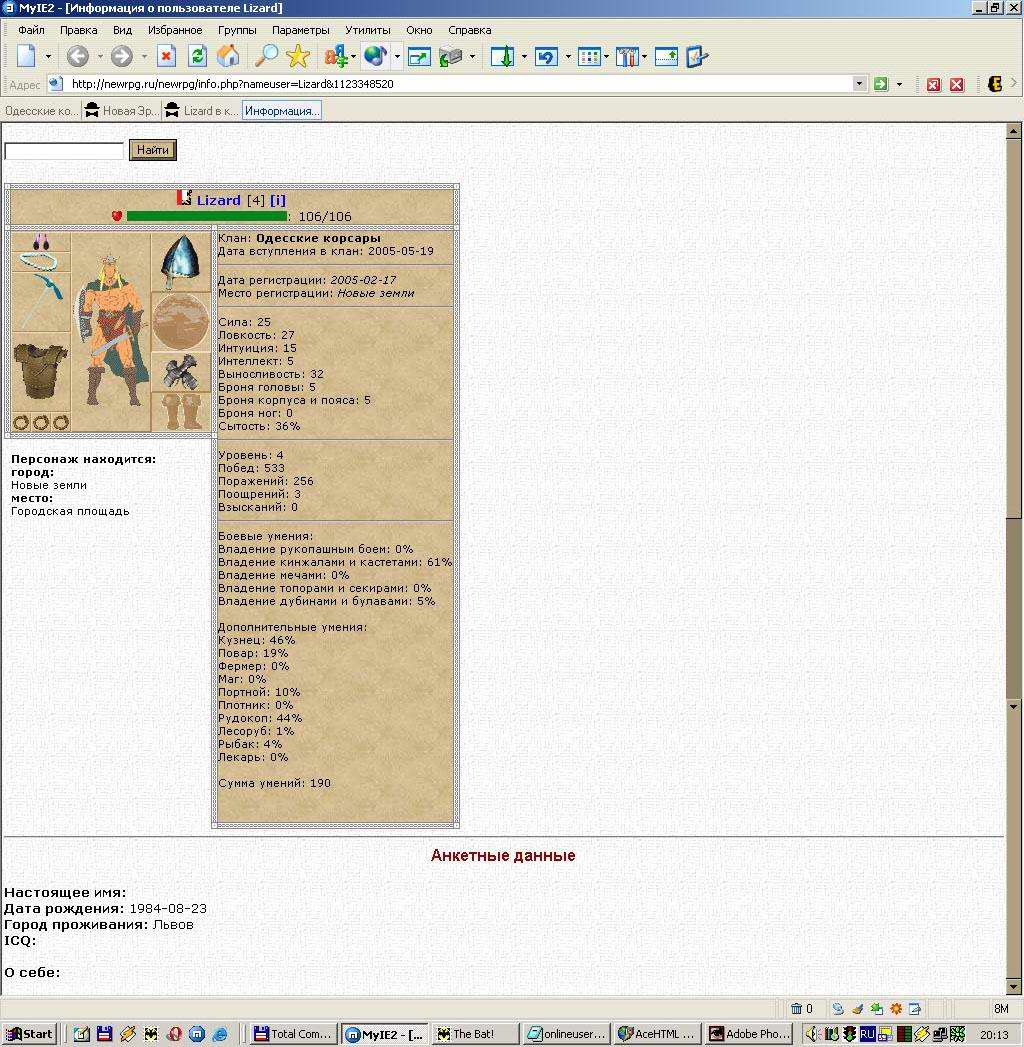 MyIE2 - [Информация о пользователе Lizard]
Файл Правка Вид Избранное Группы Параметры Утилиты Окно Справка
Адрес http://newrpg.ru/newrpg/info.php?nameuser=Lizard&1123348520
Одесские ко... Новая Эр... Lizard в к... Информация...
Найти
Lizard [4] [i]
: 106/106
Клан: Одесские корсары
Дата вступления в клан: 2005-05-19
Дата регистрации: 2005-02-17
Место регистрации: Новые земли
Сила: 25
Ловкость: 27
Интуиция: 15
Интеллект: 5
Выносливость: 32
Броня головы: 5
Броня корпуса и пояса: 5
Броня ног: 0
Сытость: 36%
Персонаж находится:
город:
Новые земли
место:
Городская площадь
Уровень: 4
Побед: 533
Поражений: 256
Поощрений: 3
Взысканий: 0
Боевые умения:
Владение рукопашным боем: 0%
Владение кинжалами и кастетами: 61%
Владение мечами: 0%
Владение топорами и секирами: 0%
Владение дубинами и булавами: 5%
Дополнительные умения:
Кузнец: 46%
Повар: 19%
Фермер: 0%
Маг: 0%
Портной: 10%
Плотник: 0%
Рудокоп: 44%
Лесоруб: 1%
Рыбак: 4%
Лекарь: 0%
Сумма умений: 190
Анкетные данные
Настоящее имя:
Дата рождения: 1984-08-23
Город проживания: Львов
ICQ:
О себе:
0 8M
Start Total Com... MyIE2 - [... The Bat! onlineuser... AceHTML ... Adobe Pho... RU 20:13